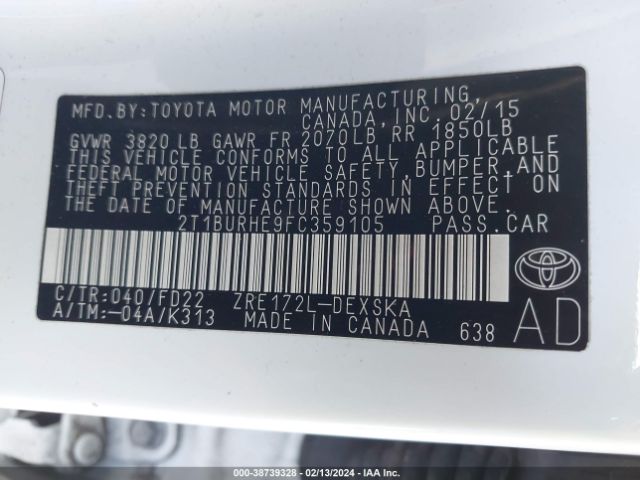 MFD.BY:TOYOTA MOTOR MANUFACTURING,
CANADA, INC. 02/15
GVWR 3820 LB GAWR FR 2070LB, RR 1850LB
THIS VEHICLE CONFORMS TO ALL APPLICABLE
FEDERAL MOTOR VEHICLE SAFETY, BUMPER, AND
THEFT PREVENTION STANDARDS IN EFFECT ON
THE DATE OF MANUFACTURE SHOWN ABOVE.
2T1BURHE9FC359105 PASS.CAR
C/TR:040/FD22 ZRE172L-DEXSKA
A/TM:-04A/K313 MADE IN CANADA 638
AD
000-38739328 - 02/13/2024 - IAA Inc.